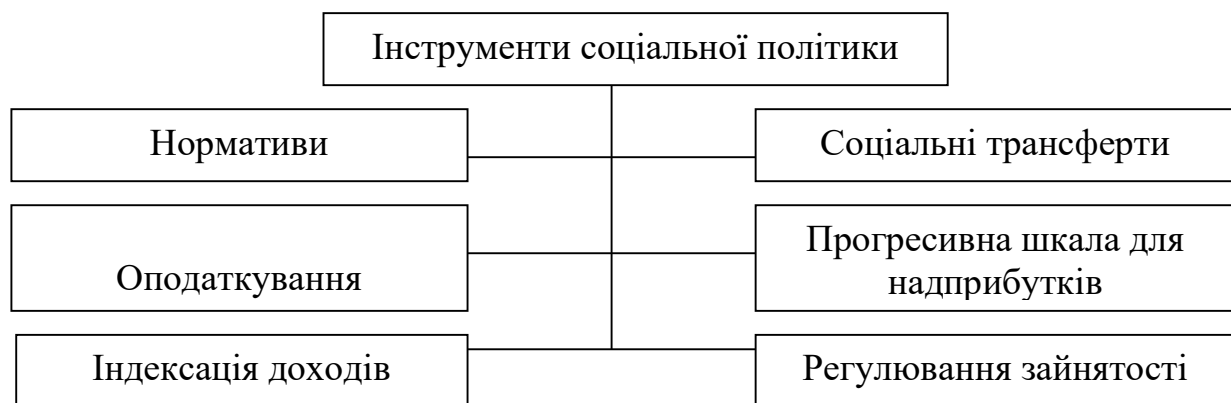 Інструменти соціальної політики
Нормативи
Соціальні трансферти
Оподаткування
Прогресивна шкала для
надприбутків
Індексація доходів
Регулювання зайнятості